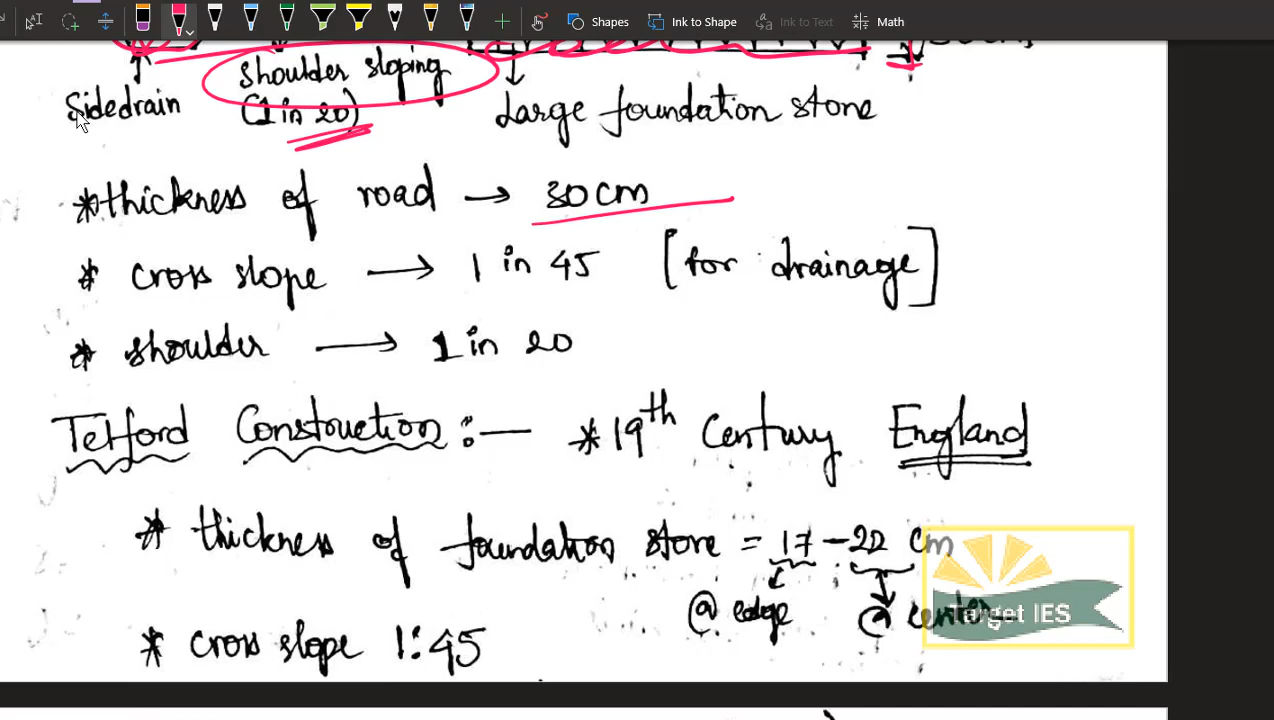 Shapes Ink to Shape Ink to Text Math
shoulder sloping
Sidedrain (1 in 20) Large foundation stone
*thickness of road → 30cm
* cross slope → 1 in 45 [for drainage]
* shoulder → 1 in 20
Telford Construction :— *19th Century England
* thickness of foundation stone = 17 - 22 cm
@ edge @ center
Target IES
* cross slope 1:45